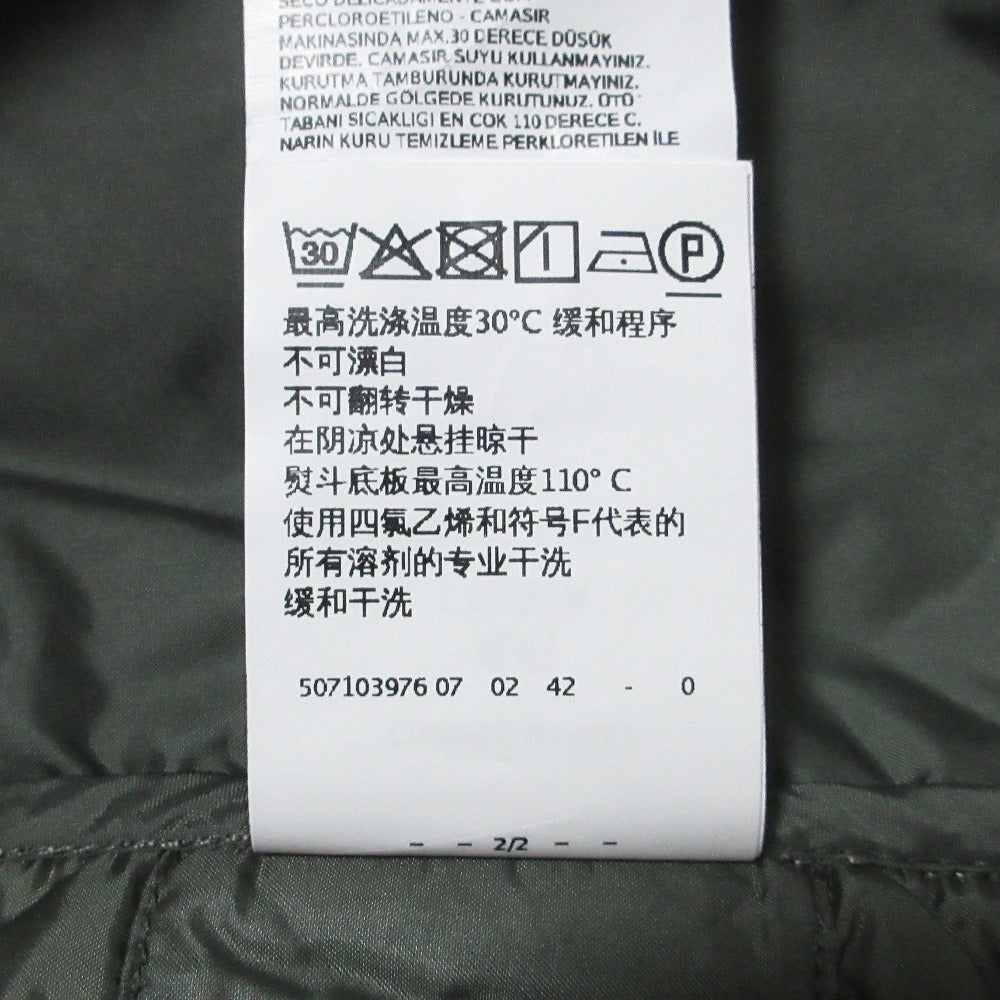 SECO DELICADAMENTE CON
PERCLOROETILENO - CAMASIR
MAKINASINDA MAX.30 DERECE DÜSÜK
DEVIRDE. CAMASIR SUYU KULLANMAYINIZ.
KURUTMA TAMBURUNDA KURUTMAYINIZ.
NORMALDE GÖLGEDE KURUTUNUZ. ÜTÜ
TABANI SICAKLIGI EN COK 110 DERECE C.
NARIN KURU TEMIZLEME PERKLORETILEN ILE
30 P
最高洗涤温度30°C 缓和程序
不可漂白
不可翻转干燥
在阴凉处悬挂晾干
熨斗底板最高温度110° C
使用四氯乙烯和符号F代表的
所有溶剂的专业干洗
缓和干洗
507103976 07 02 42 - 0
- - 2/2 - -